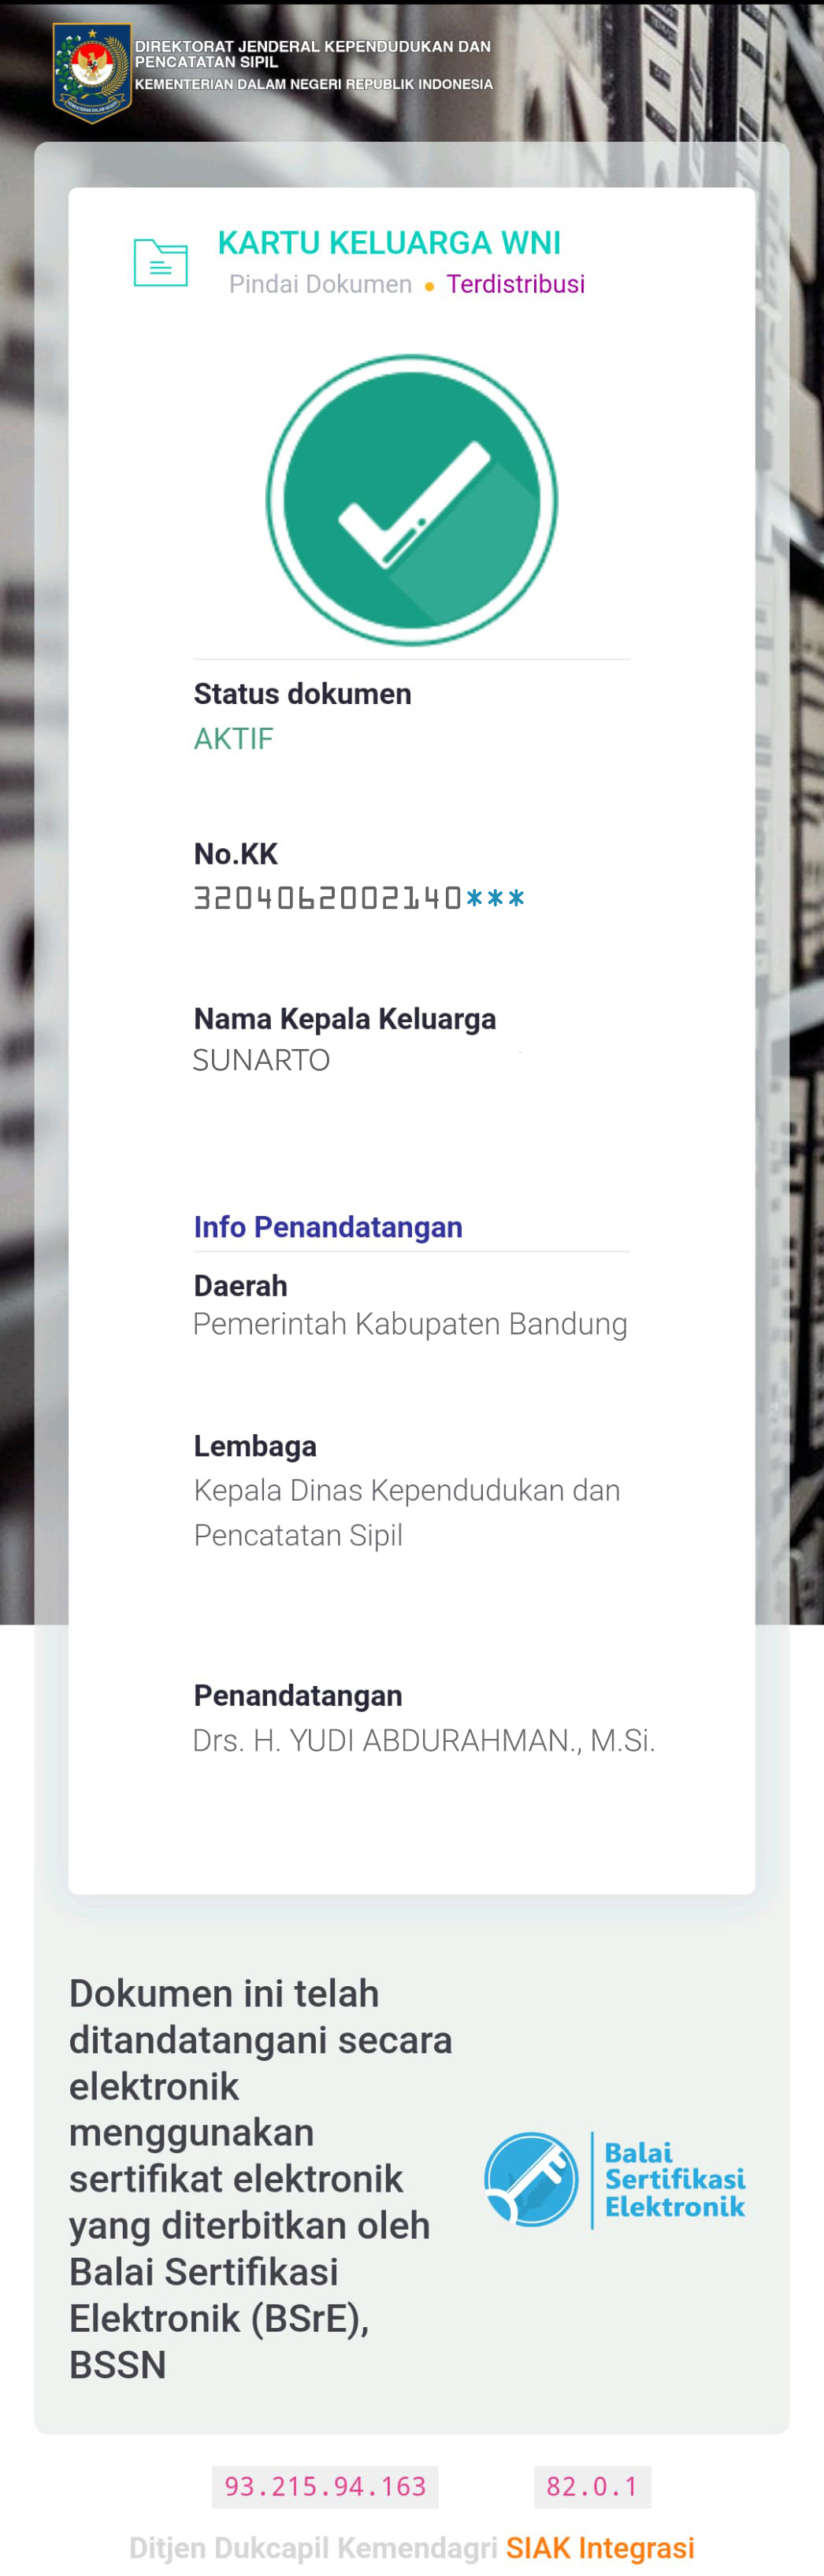 DIREKTORAT JENDERAL KEPENDUDUKAN DAN
PENCATATAN SIPIL
KEMENTERIAN DALAM NEGERI REPUBLIK INDONESIA
KARTU KELUARGA WNI
Pindai Dokumen • Terdistribusi
Status dokumen
AKTIF
No.KK
3204062002140***
Nama Kepala Keluarga
SUNARTO
Info Penandatangan
Daerah
Pemerintah Kabupaten Bandung
Lembaga
Kepala Dinas Kependudukan dan
Pencatatan Sipil
Penandatangan
Drs. H. YUDI ABDURAHMAN., M.Si.
Dokumen ini telah
ditandatangani secara
elektronik
menggunakan
sertifikat elektronik
yang diterbitkan oleh
Balai Sertifikasi
Elektronik (BSrE),
BSSN
Balai
Sertifikasi
Elektronik
93.215.94.163 82.0.1
Ditjen Dukcapil Kemendagri SIAK Integrasi